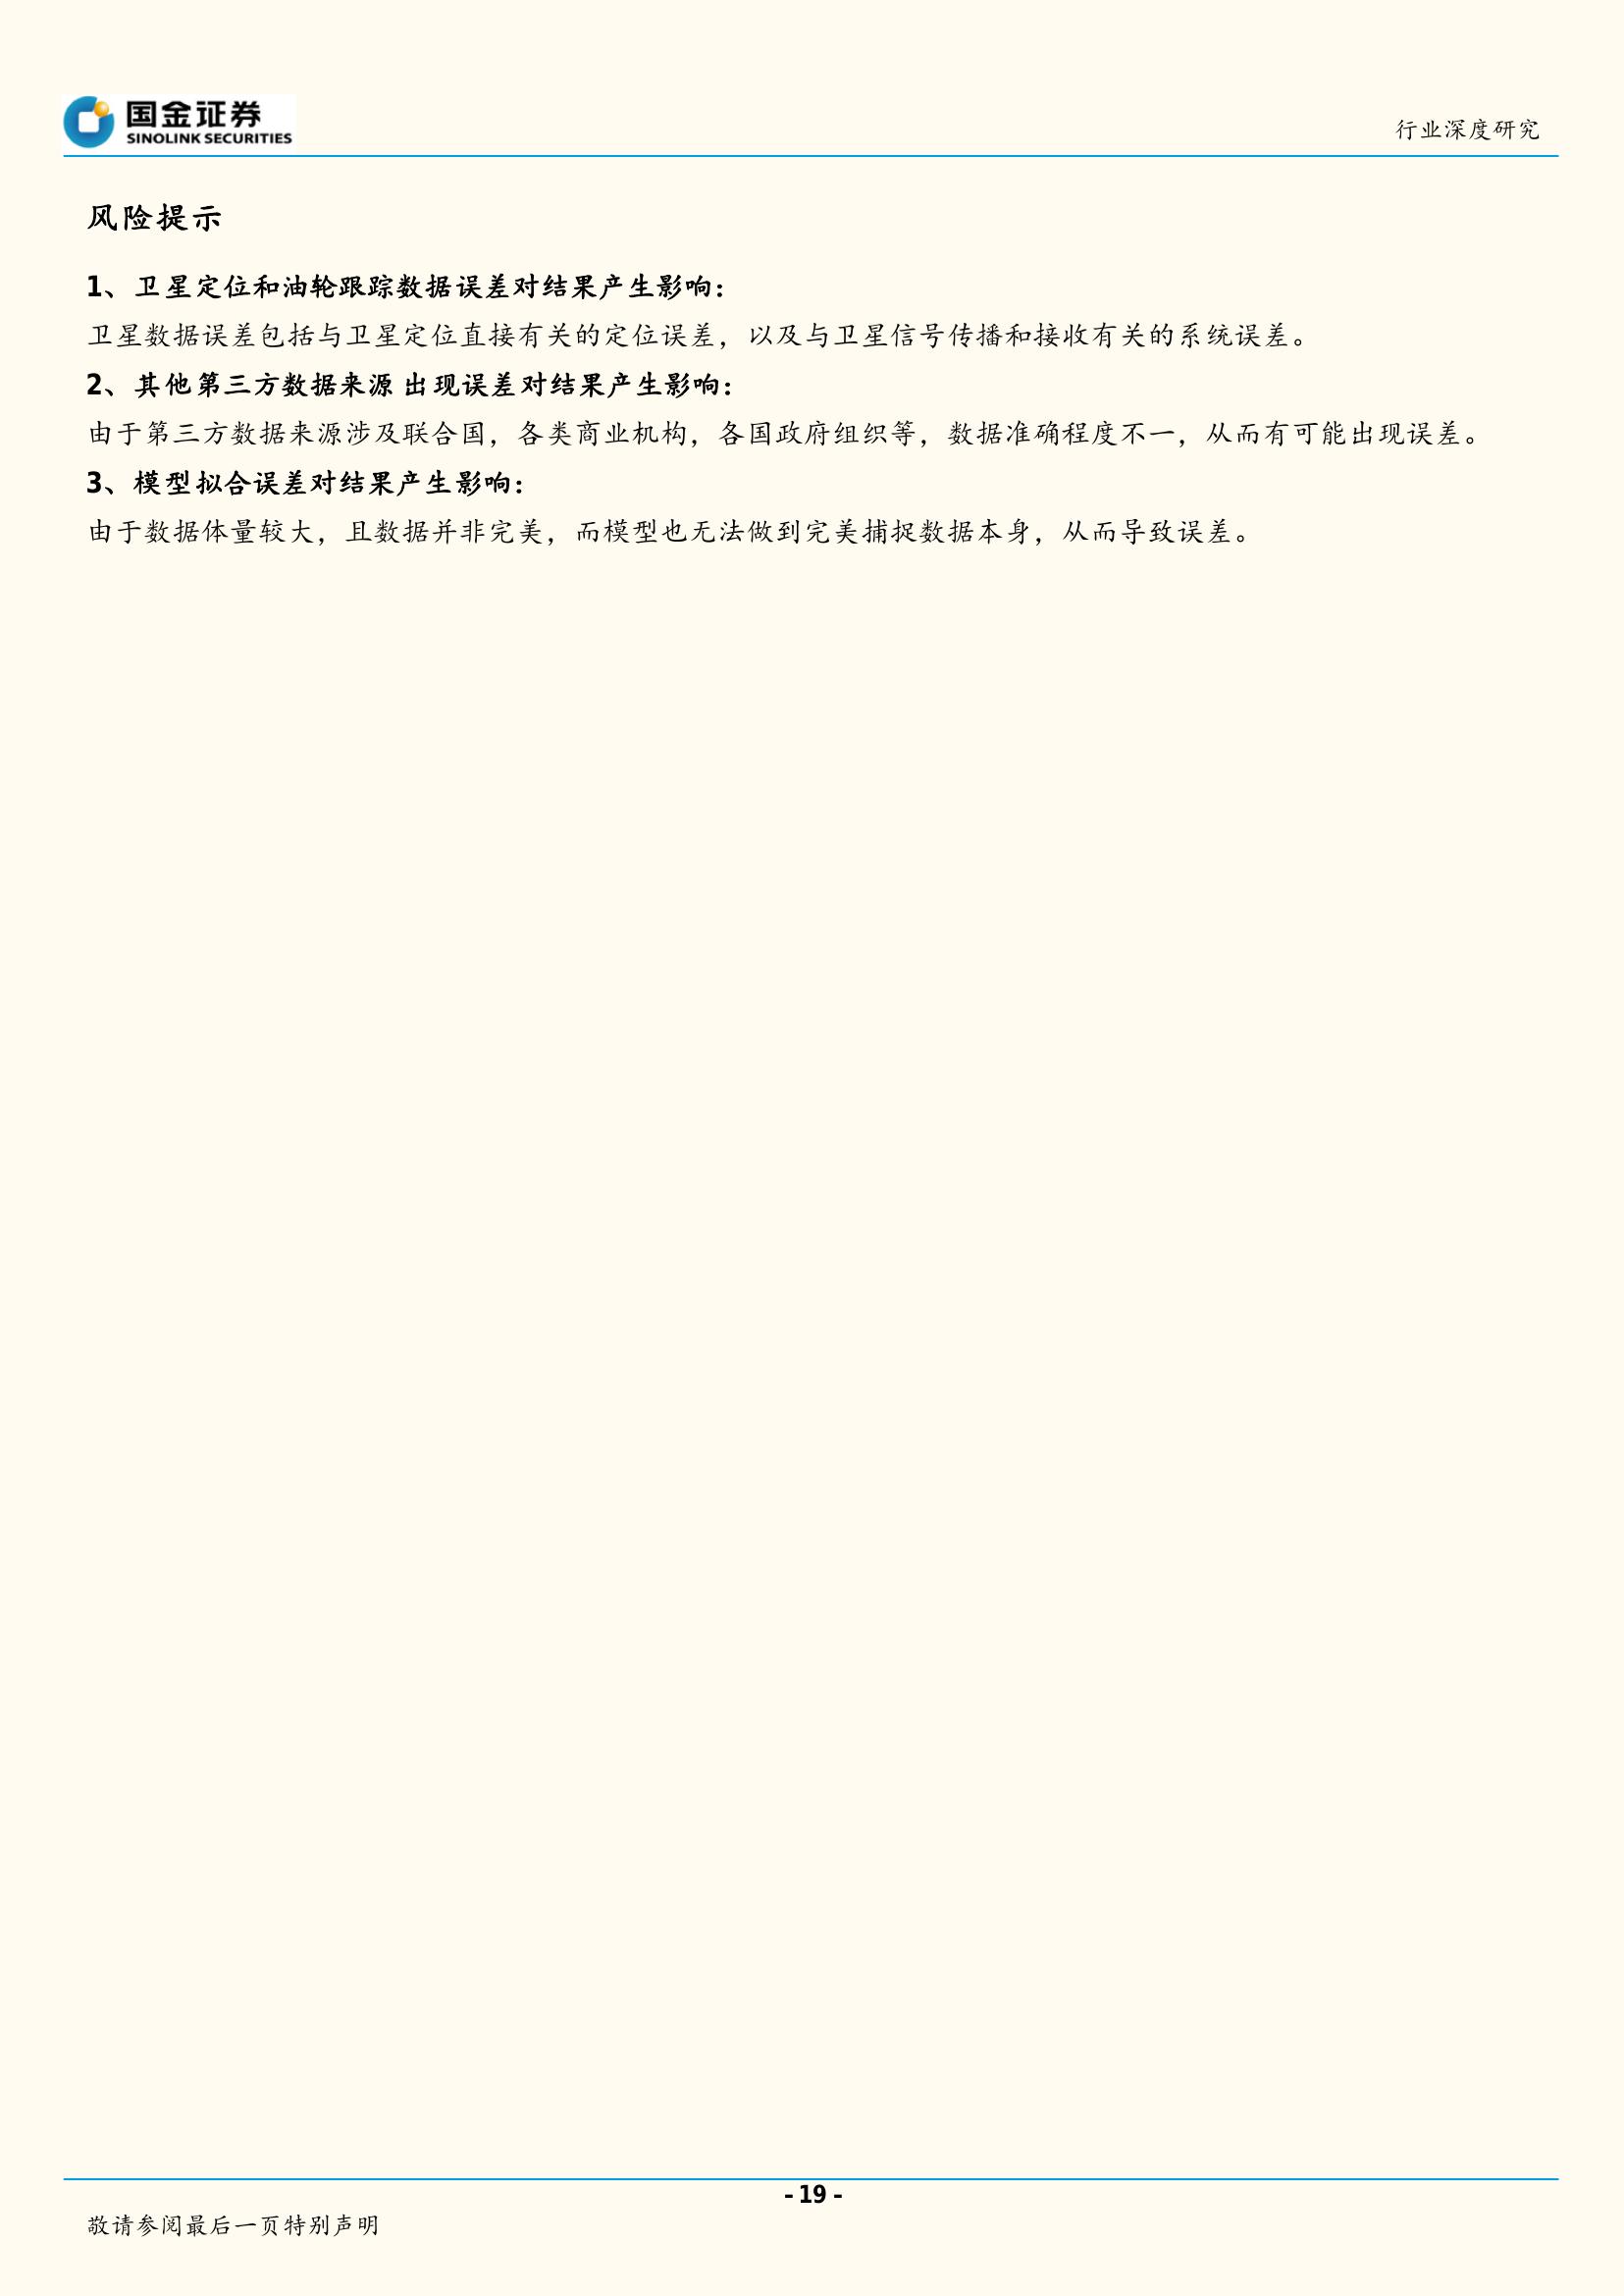 国金证券
SINOLINK SECURITIES
行业深度研究
风险提示
1、卫星定位和油轮跟踪数据误差对结果产生影响：
卫星数据误差包括与卫星定位直接有关的定位误差，以及与卫星信号传播和接收有关的系统误差。
2、其他第三方数据来源 出现误差对结果产生影响：
由于第三方数据来源涉及联合国，各类商业机构，各国政府组织等，数据准确程度不一，从而有可能出现误差。
3、模型拟合误差对结果产生影响：
由于数据体量较大，且数据并非完美，而模型也无法做到完美捕捉数据本身，从而导致误差。
- 19 -
敬请参阅最后一页特别声明